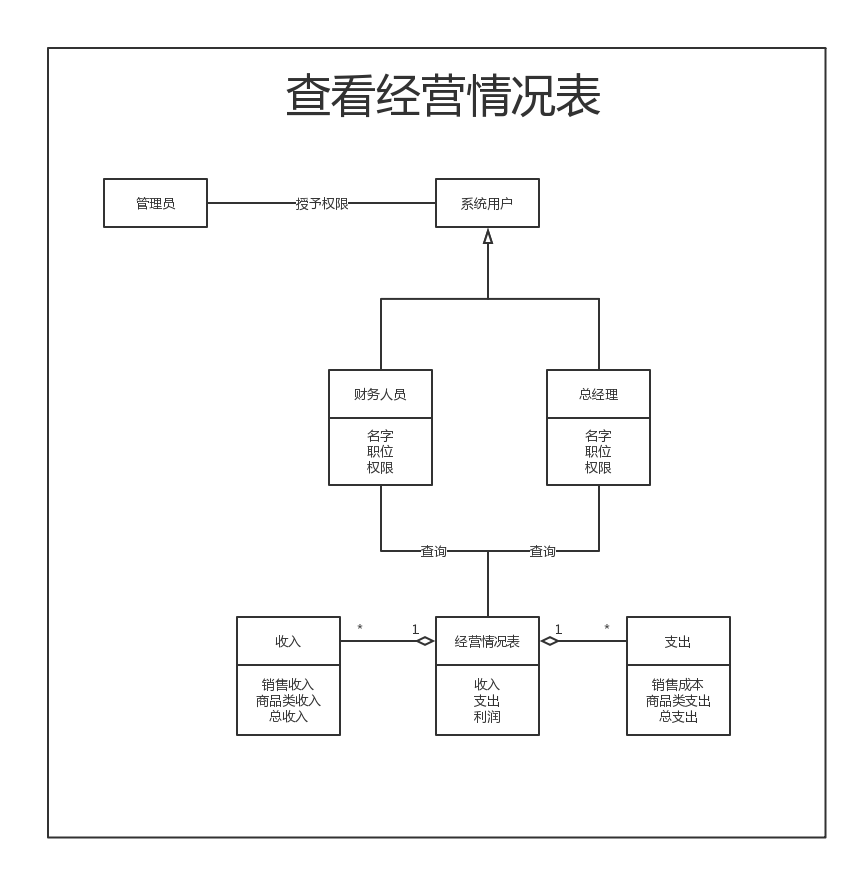 查看经营情况表
管理员
授予权限
系统用户
财务人员
总经理
名字
职位
权限
名字
职位
权限
查询
查询
*
1
1
*
收入
经营情况表
支出
销售收入
商品类收入
总收入
收入
支出
利润
销售成本
商品类支出
总支出